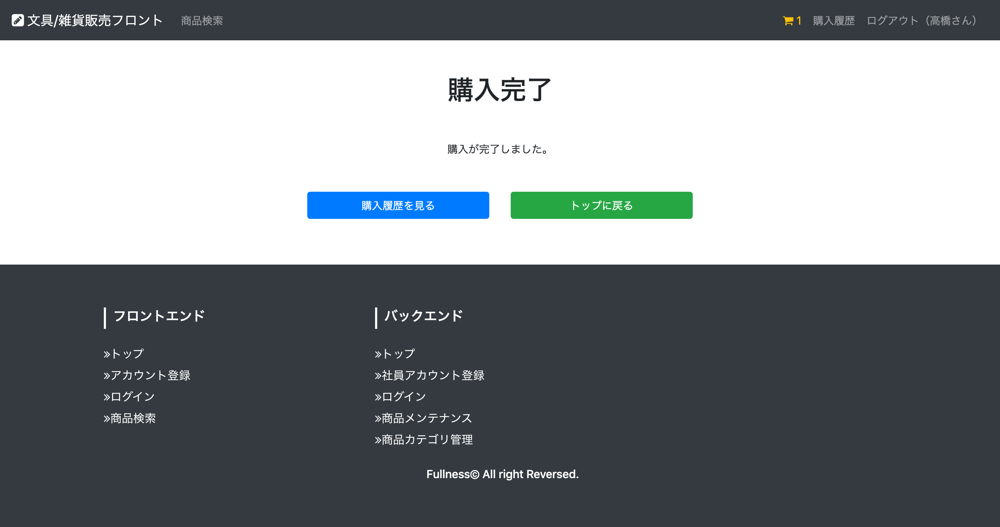 文具/雑貨販売フロント 商品検索 1 購入履歴 ログアウト（高橋さん）
購入完了
購入が完了しました。
購入履歴を見る トップに戻る
フロントエンド
»トップ
»アカウント登録
»ログイン
»商品検索
バックエンド
»トップ
»社員アカウント登録
»ログイン
»商品メンテナンス
»商品カテゴリ管理
Fullness© All right Reversed.